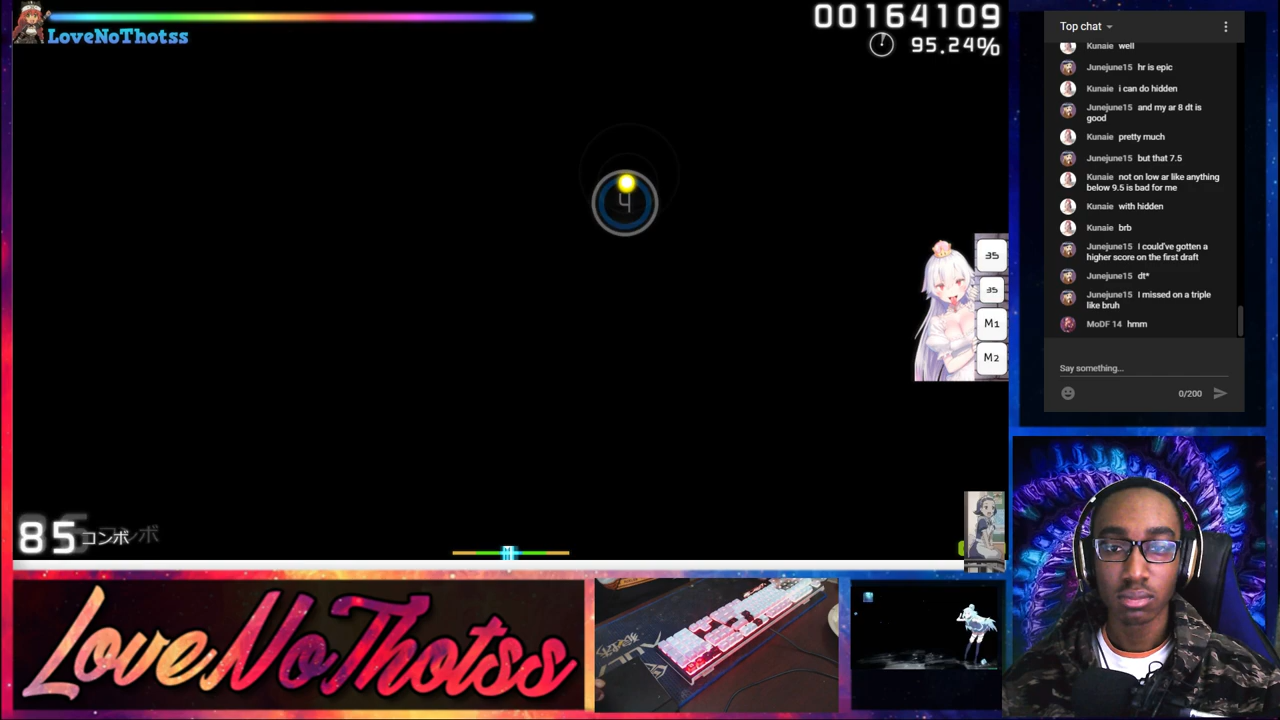 LoveNoThotss
00164109
95.24%
4
35
35
M1
M2
85コンボ
Top chat
Kunaie well
Junejune15 hr is epic
Kunaie i can do hidden
Junejune15 and my ar 8 dt is
good
Kunaie pretty much
Junejune15 but that 7.5
Kunaie not on low ar like anything
below 9.5 is bad for me
Kunaie with hidden
Kunaie brb
Junejune15 I could've gotten a
higher score on the first draft
Junejune15 dt*
Junejune15 I missed on a triple
like bruh
MoDF 14 hmm
Say something...
0/200
LoveNoThotss